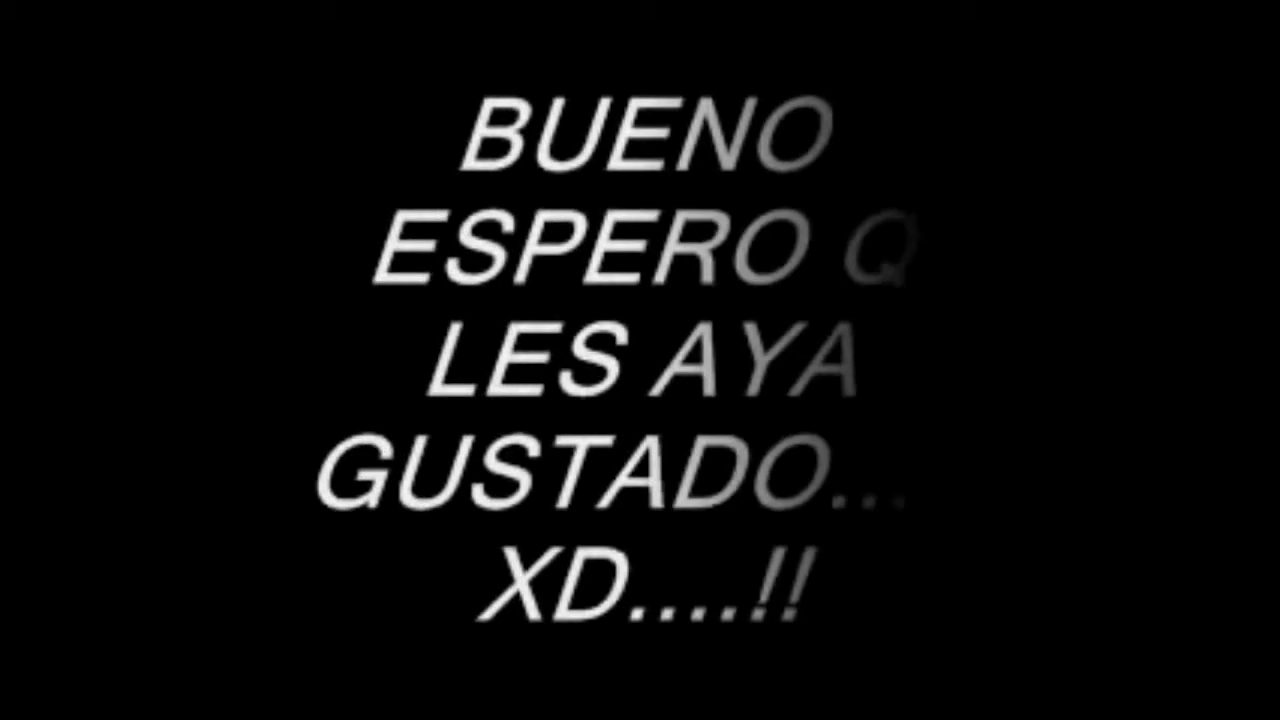 BUENO
ESPERO Q
LES AYA
GUSTADO...
XD....!!